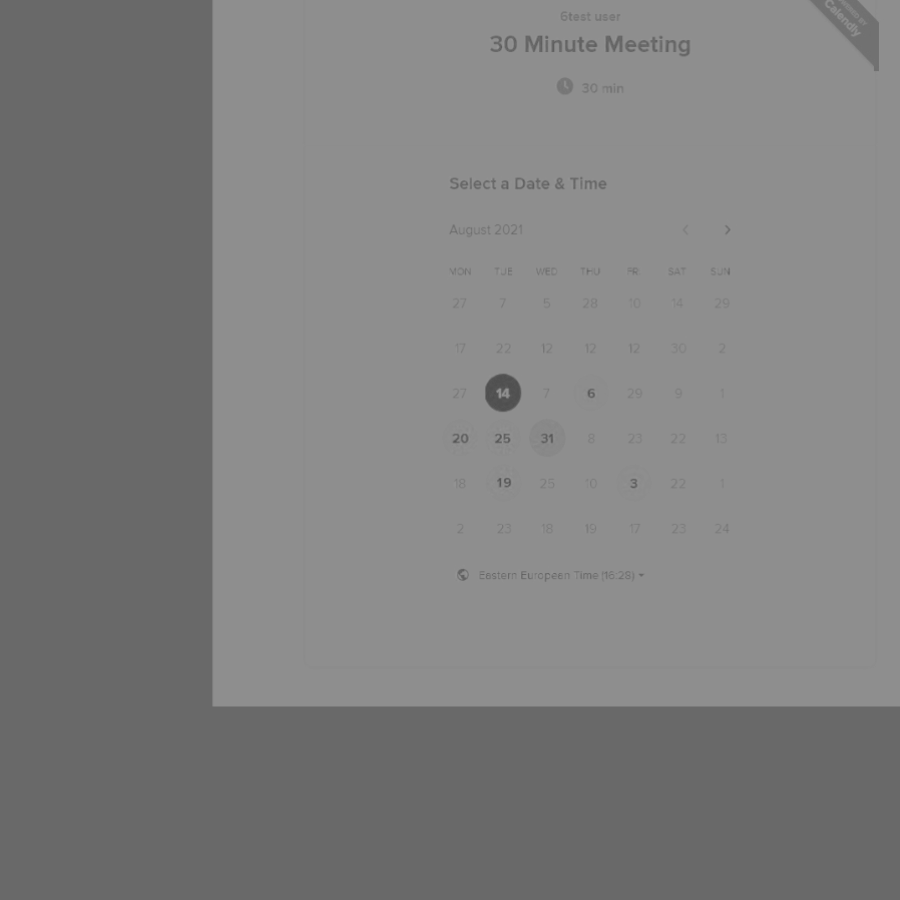 6test user
30 Minute Meeting
30 min
Calendly
Select a Date & Time
August 2021
MON TUE WED THU FRI SAT SUN
27 7 5 28 10 14 29
17 22 12 12 12 30 2
27 14 7 6 29 9 1
20 25 31 8 23 22 13
18 19 25 10 3 22 1
2 23 18 19 17 23 24
Eastern European Time (16:28)